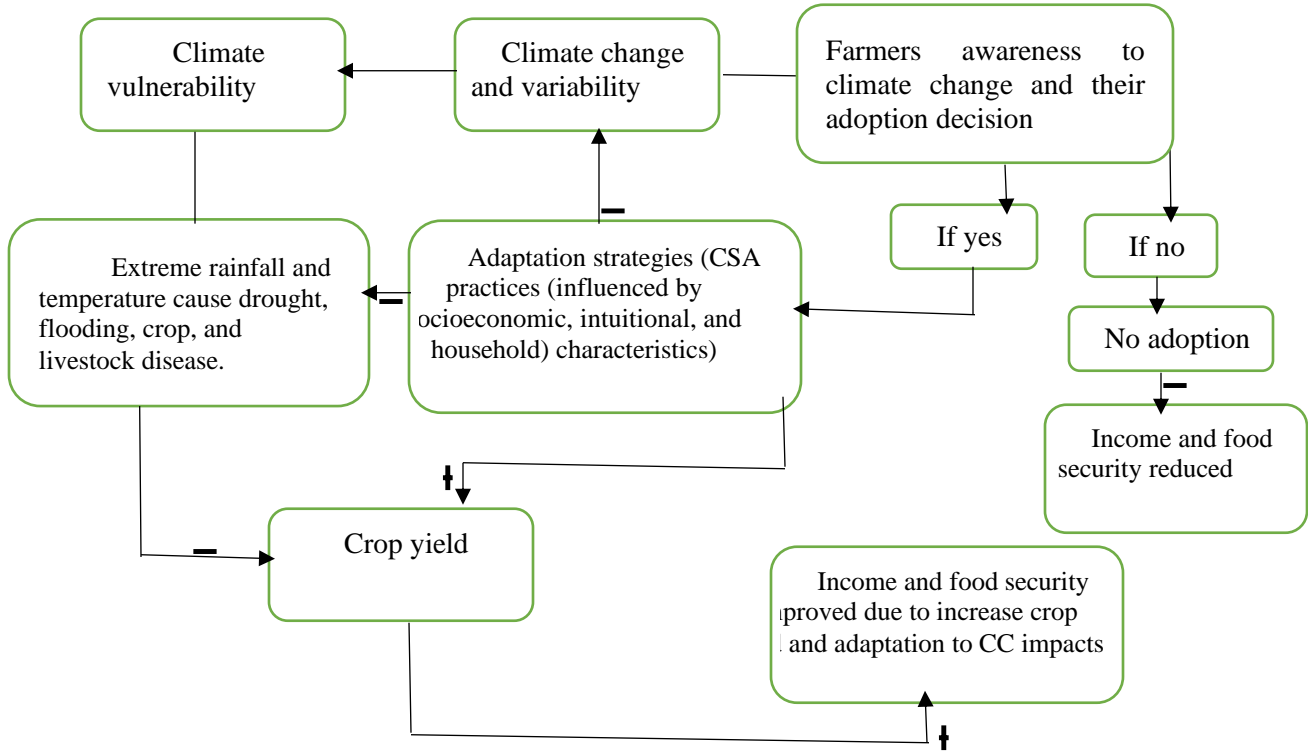 Climate
vulnerability
Climate change
and variability
Farmers awareness to
climate change and their
adoption decision
If yes
If no
Extreme rainfall and
temperature cause drought,
flooding, crop, and
livestock disease.
Adaptation strategies (CSA
practices (influenced by
ocioeconomic, intuitional, and
household) characteristics)
No adoption
Income and food
security reduced
Crop yield
Income and food security
proved due to increase crop
and adaptation to CC impacts